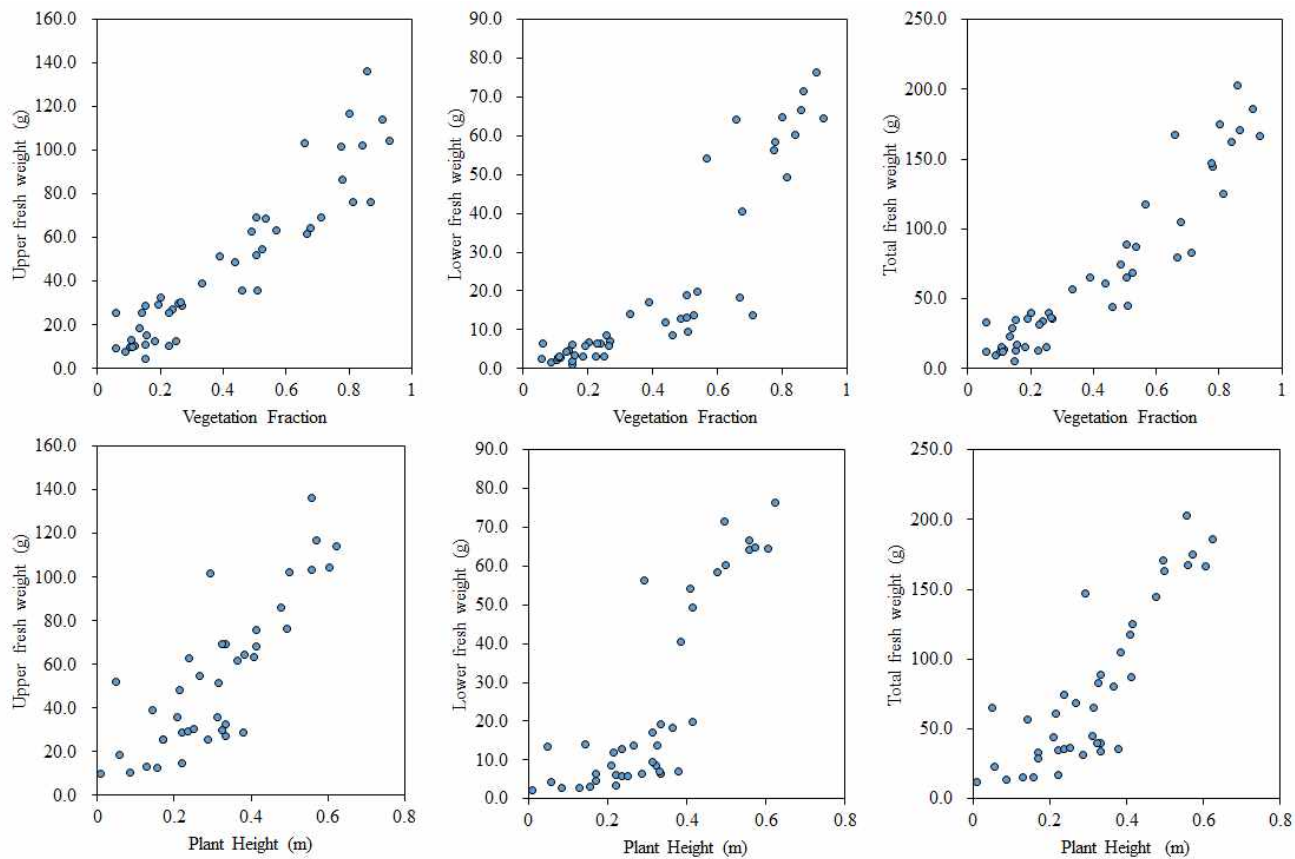 160.0
140.0
120.0
100.0
80.0
60.0
40.0
20.0
0.0
Upper fresh weight (g)
0 0.2 0.4 0.6 0.8 1
Vegetation Fraction
90.0
80.0
70.0
60.0
50.0
40.0
30.0
20.0
10.0
0.0
Lower fresh weight (g)
0 0.2 0.4 0.6 0.8 1
Vegetation Fraction
250.0
200.0
150.0
100.0
50.0
0.0
Total fresh weight (g)
0 0.2 0.4 0.6 0.8 1
Vegetation Fraction
160.0
140.0
120.0
100.0
80.0
60.0
40.0
20.0
0.0
Upper fresh weight (g)
0 0.2 0.4 0.6 0.8
Plant Height (m)
90.0
80.0
70.0
60.0
50.0
40.0
30.0
20.0
10.0
0.0
Lower fresh weight (g)
0 0.2 0.4 0.6 0.8
Plant Height (m)
250.0
200.0
150.0
100.0
50.0
0.0
Total fresh weight (g)
0 0.2 0.4 0.6 0.8
Plant Height (m)